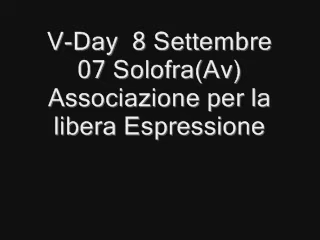 V-Day  8 Settembre
07 Solofra(Av)
Associazione per la
libera Espressione